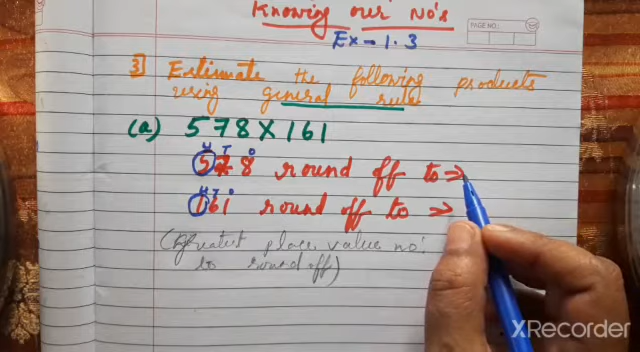 Knowing our No's
PAGE NO.:
Ex - 1.3
3] Estimate the following products
using general rule
(a) 578 × 161
H T O
578 round off to ⇒
H T O
161 round off to ⇒
(Greatest place value no.
to round off)
XRecorder